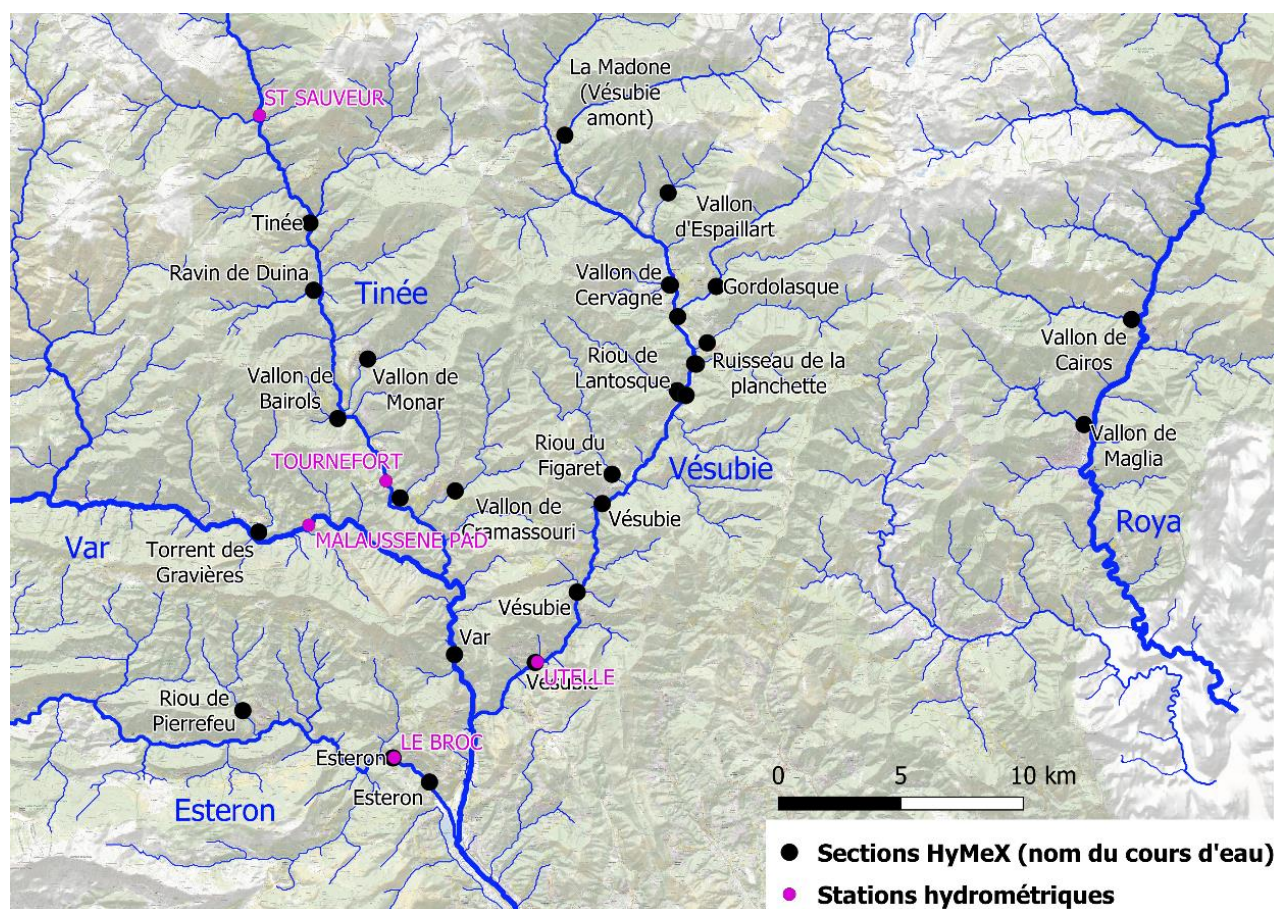 La Madone
(Vésubie
amont)
ST SAUVEUR
Vallon
d'Espaillart
Tinée
Ravin de Duina
Tinée
Vallon de
Cervagne
Gordolasque
Vallon de
Cairos
Vallon de
Bairols
Vallon de
Monar
Riou de
Lantosque
Ruisseau de la
planchette
Vallon de
Maglia
TOURNEFORT
Riou du
Figaret
Vésubie
Vallon de
Cramassouri
Vésubie
Roya
Var
Torrent des
Gravières
MALAUSSENE PAD
Vésubie
Var
UTELLE
Vésubie
Riou de
Pierrefeu
LE BROC
Esteron
Esteron
Esteron
0 5 10 km
Sections HyMeX (nom du cours d'eau)
Stations hydrométriques